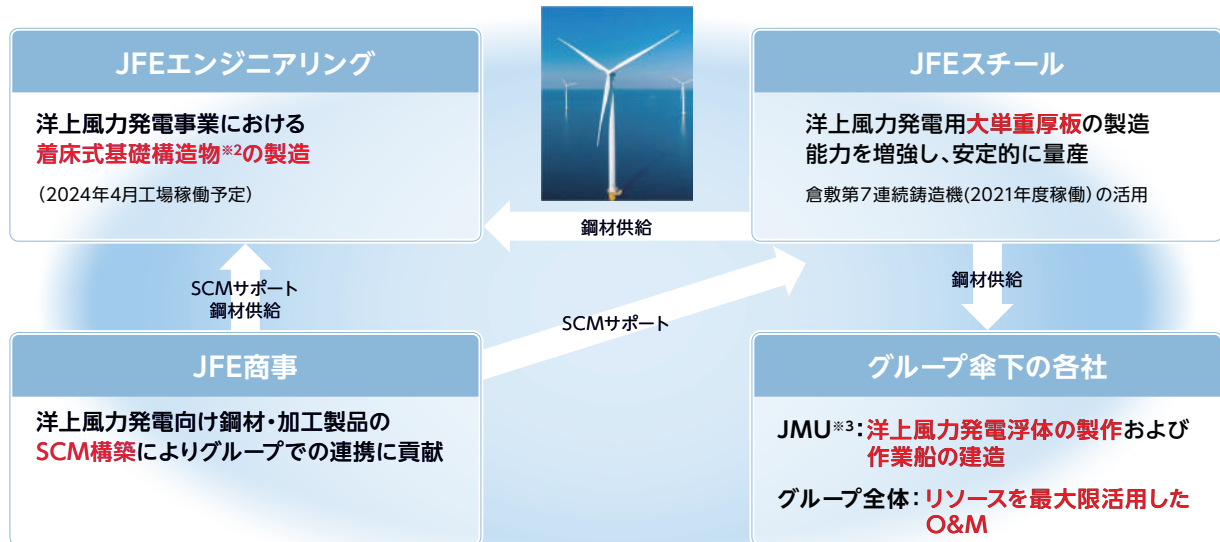 JFEエンジニアリング
洋上風力発電事業における
着床式基礎構造物※2の製造
(2024年4月工場稼働予定)
JFEスチール
洋上風力発電用大単重厚板の製造
能力を増強し、安定的に量産
倉敷第7連続鋳造機(2021年度稼働)の活用
鋼材供給
SCMサポート
鋼材供給
SCMサポート
鋼材供給
JFE商事
洋上風力発電向け鋼材・加工製品の
SCM構築によりグループでの連携に貢献
グループ傘下の各社
JMU※3:洋上風力発電浮体の製作および
作業船の建造
グループ全体:リソースを最大限活用した
O&M